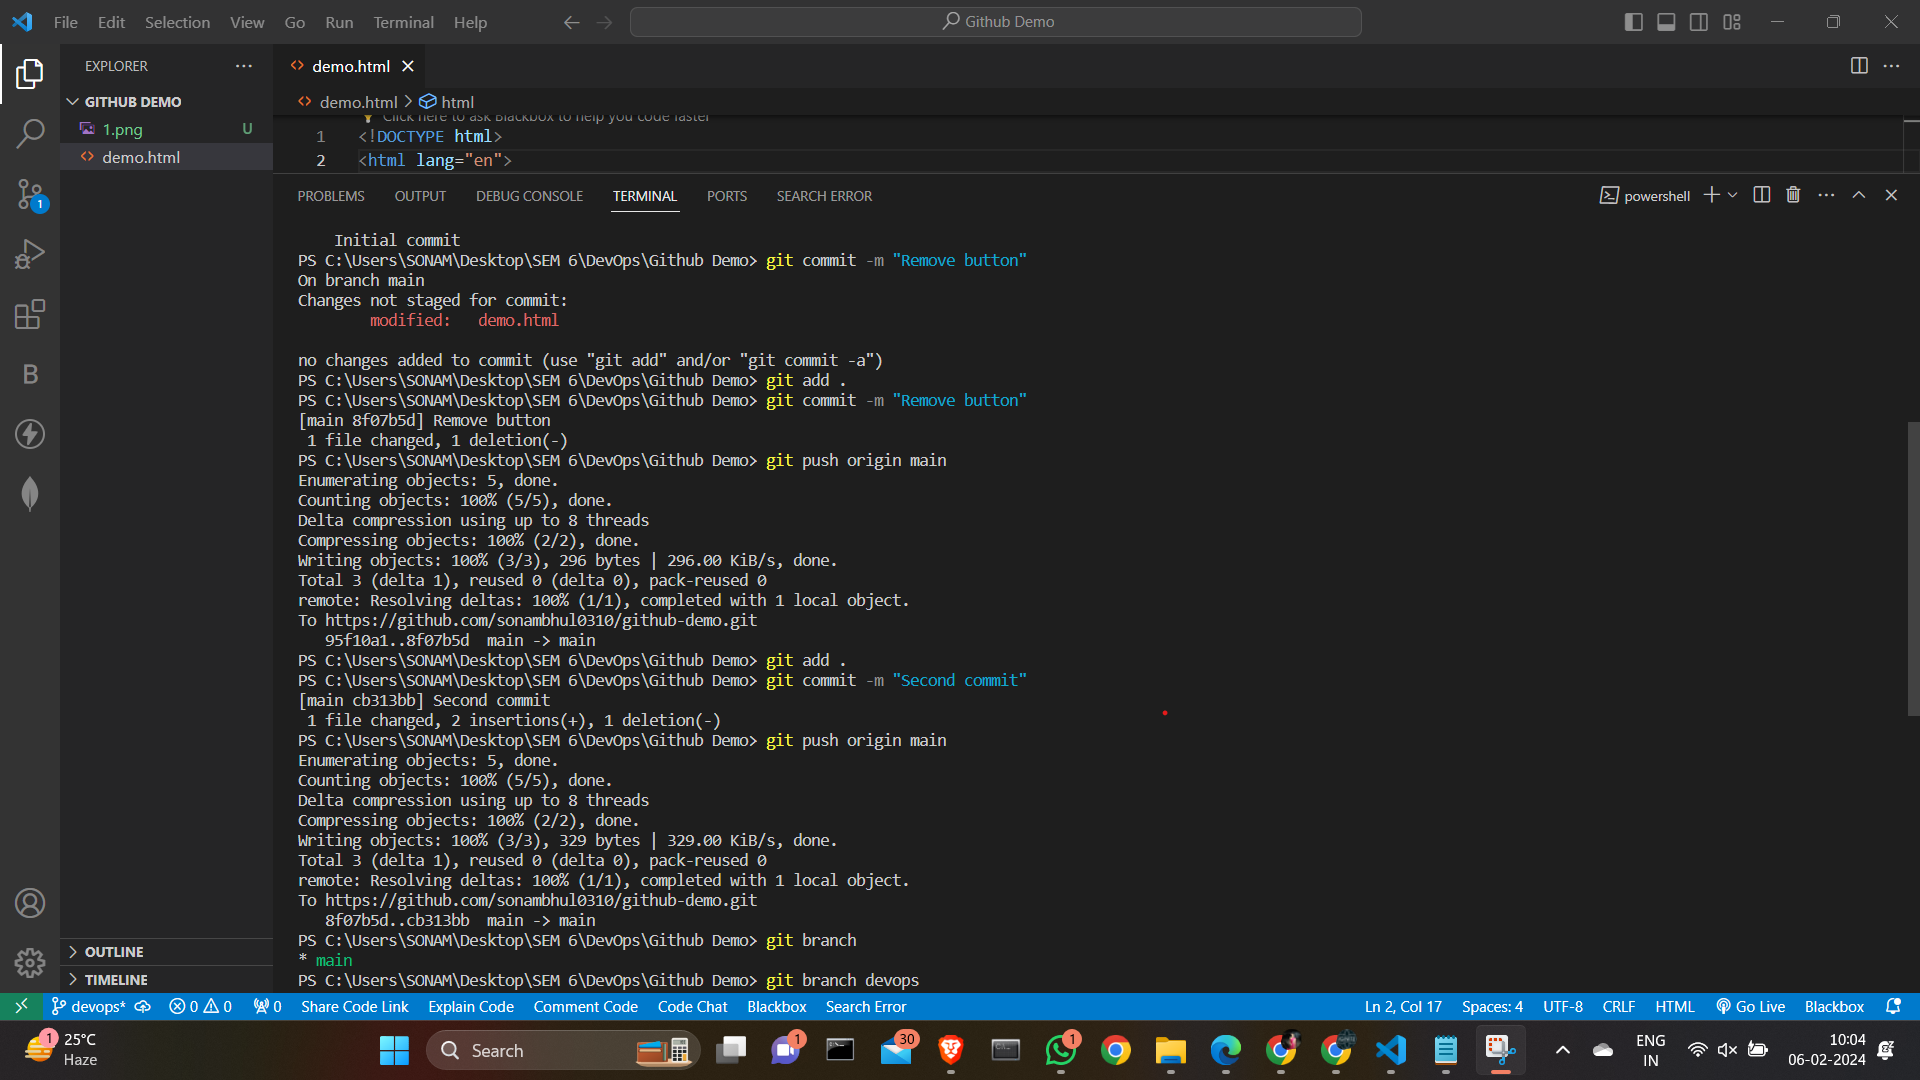 File Edit Selection View Go Run Terminal Help
Github Demo
EXPLORER
GITHUB DEMO
1.png U
demo.html
1
B
OUTLINE
TIMELINE
demo.html
demo.html > html
Click here to ask Blackbox to help you code faster
1 <!DOCTYPE html>
2 <html lang="en">
PROBLEMS OUTPUT DEBUG CONSOLE TERMINAL PORTS SEARCH ERROR
powershell
Initial commit
PS C:\Users\SONAM\Desktop\SEM 6\DevOps\Github Demo> git commit -m "Remove button"
On branch main
Changes not staged for commit:
modified: demo.html
no changes added to commit (use "git add" and/or "git commit -a")
PS C:\Users\SONAM\Desktop\SEM 6\DevOps\Github Demo> git add .
PS C:\Users\SONAM\Desktop\SEM 6\DevOps\Github Demo> git commit -m "Remove button"
[main 8f07b5d] Remove button
1 file changed, 1 deletion(-)
PS C:\Users\SONAM\Desktop\SEM 6\DevOps\Github Demo> git push origin main
Enumerating objects: 5, done.
Counting objects: 100% (5/5), done.
Delta compression using up to 8 threads
Compressing objects: 100% (2/2), done.
Writing objects: 100% (3/3), 296 bytes | 296.00 KiB/s, done.
Total 3 (delta 1), reused 0 (delta 0), pack-reused 0
remote: Resolving deltas: 100% (1/1), completed with 1 local object.
To https://github.com/sonambhul0310/github-demo.git
95f10a1..8f07b5d main -> main
PS C:\Users\SONAM\Desktop\SEM 6\DevOps\Github Demo> git add .
PS C:\Users\SONAM\Desktop\SEM 6\DevOps\Github Demo> git commit -m "Second commit"
[main cb313bb] Second commit
1 file changed, 2 insertions(+), 1 deletion(-)
PS C:\Users\SONAM\Desktop\SEM 6\DevOps\Github Demo> git push origin main
Enumerating objects: 5, done.
Counting objects: 100% (5/5), done.
Delta compression using up to 8 threads
Compressing objects: 100% (2/2), done.
Writing objects: 100% (3/3), 329 bytes | 329.00 KiB/s, done.
Total 3 (delta 1), reused 0 (delta 0), pack-reused 0
remote: Resolving deltas: 100% (1/1), completed with 1 local object.
To https://github.com/sonambhul0310/github-demo.git
8f07b5d..cb313bb main -> main
PS C:\Users\SONAM\Desktop\SEM 6\DevOps\Github Demo> git branch
* main
PS C:\Users\SONAM\Desktop\SEM 6\DevOps\Github Demo> git branch devops
devops* 0 0 0 Share Code Link Explain Code Comment Code Code Chat Blackbox Search Error Ln 2, Col 17 Spaces: 4 UTF-8 CRLF HTML Go Live Blackbox
1 25°C
Haze
Search
1
30
1
ENG
IN
10:04
06-02-2024